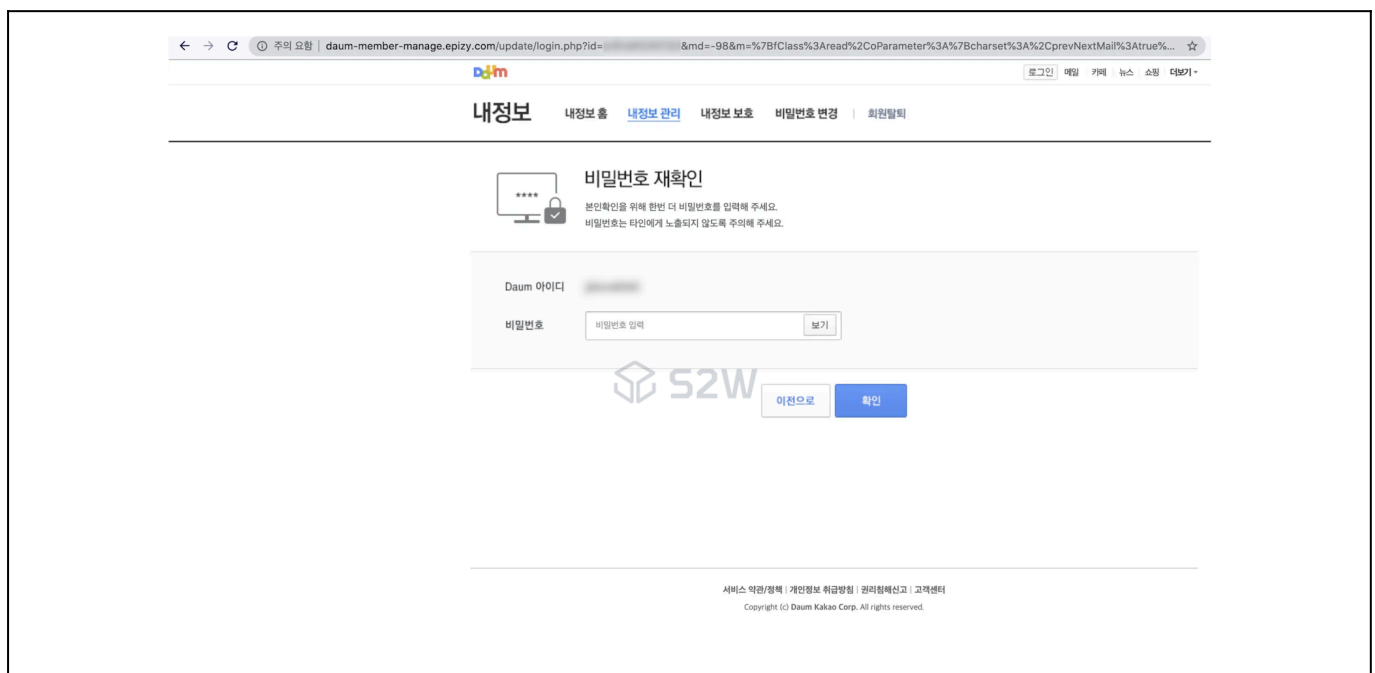 주의 요함 | daum-member-manage.epizy.com/update/login.php?id= &md=-98&m=%7BfClass%3Aread%2CoParameter%3A%7Bcharset%3A%2CprevNextMail%3Atrue%...
Daum 로그인 메일 카페 뉴스 쇼핑 더보기
내정보 내정보 홈 내정보 관리 내정보 보호 비밀번호 변경 | 회원탈퇴
****
비밀번호 재확인
본인확인을 위해 한번 더 비밀번호를 입력해 주세요.
비밀번호는 타인에게 노출되지 않도록 주의해 주세요.
Daum 아이디
비밀번호 비밀번호 입력 보기
S2W
이전으로 확인
서비스 약관/정책 | 개인정보 취급방침 | 권리침해신고 | 고객센터
Copyright (c) Daum Kakao Corp. All rights reserved.